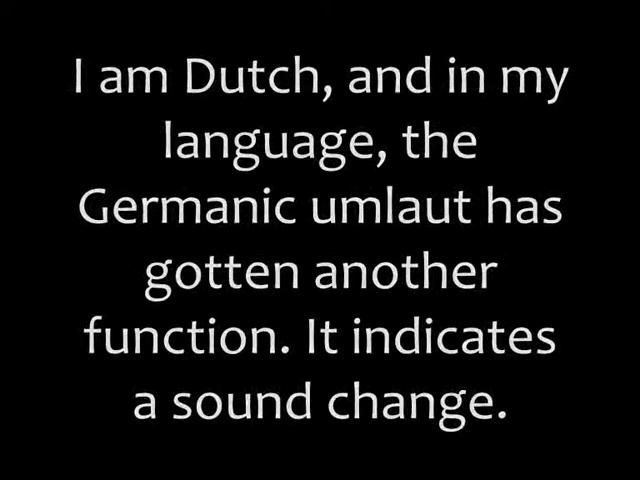 I am Dutch, and in my
language, the
Germanic umlaut has
gotten another
function. It indicates
a sound change.